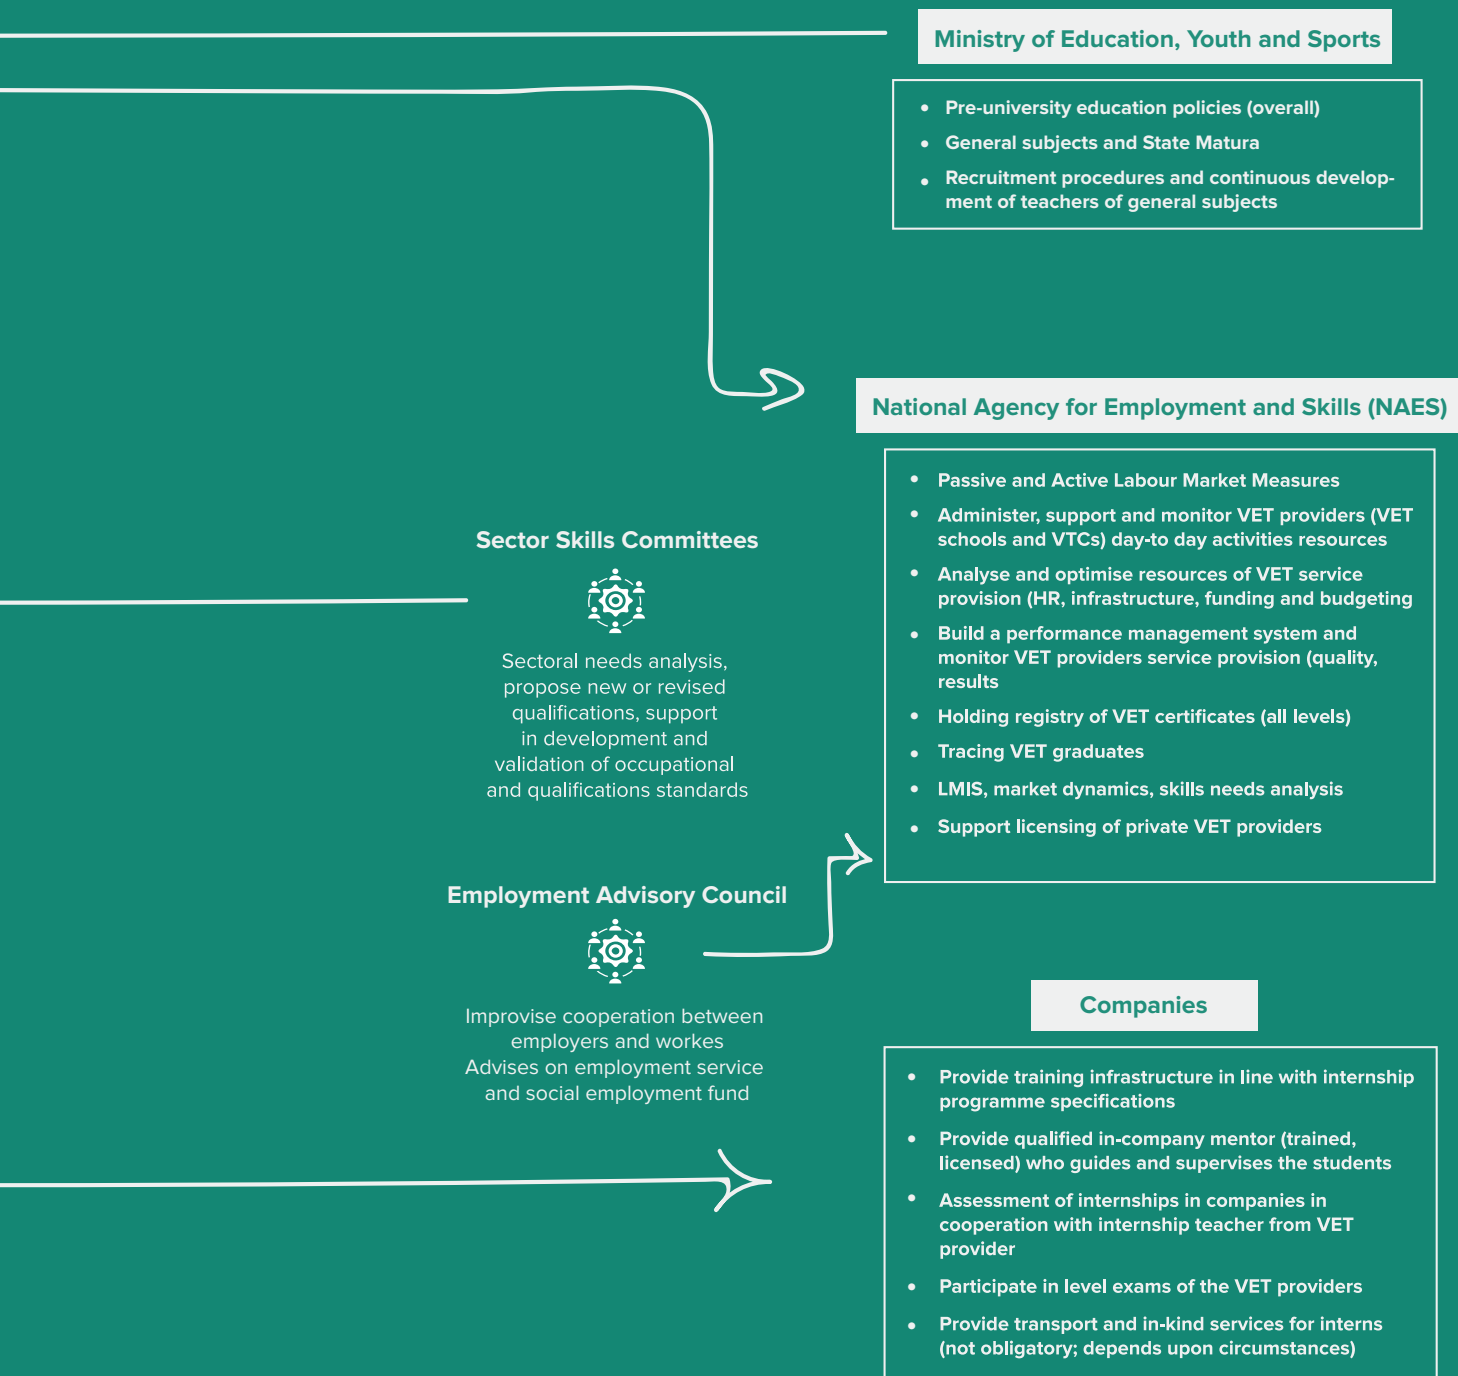 Ministry of Education, Youth and Sports
• Pre-university education policies (overall)
• General subjects and State Matura
• Recruitment procedures and continuous develop-
ment of teachers of general subjects
National Agency for Employment and Skills (NAES)
• Passive and Active Labour Market Measures
• Administer, support and monitor VET providers (VET
schools and VTCs) day-to day activities resources
• Analyse and optimise resources of VET service
provision (HR, infrastructure, funding and budgeting
• Build a performance management system and
monitor VET providers service provision (quality,
results
• Holding registry of VET certificates (all levels)
• Tracing VET graduates
• LMIS, market dynamics, skills needs analysis
• Support licensing of private VET providers
Sector Skills Committees
Sectoral needs analysis,
propose new or revised
qualifications, support
in development and
validation of occupational
and qualifications standards
Employment Advisory Council
Improvise cooperation between
employers and workes
Advises on employment service
and social employment fund
Companies
• Provide training infrastructure in line with internship
programme specifications
• Provide qualified in-company mentor (trained,
licensed) who guides and supervises the students
• Assessment of internships in companies in
cooperation with internship teacher from VET
provider
• Participate in level exams of the VET providers
• Provide transport and in-kind services for interns
(not obligatory; depends upon circumstances)